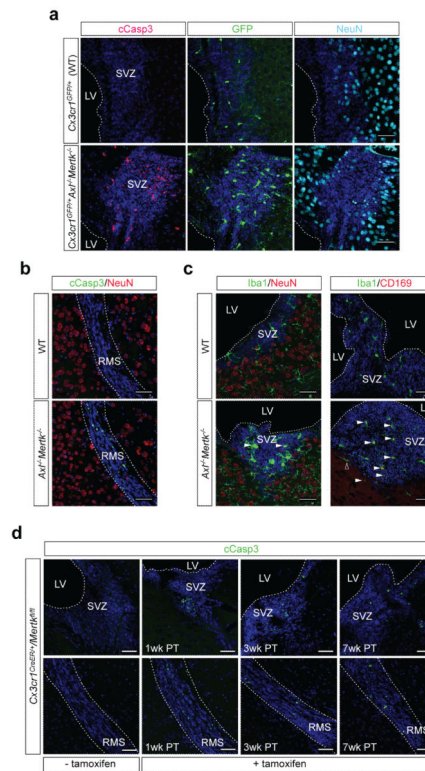 a
cCasp3
GFP
NeuN
Cx3cr1GFP/+ (WT)
LV
SVZ
Cx3cr1GFP/+Axl-/-Mertk-/-
SVZ
LV
b
cCasp3/NeuN
WT
RMS
Axl-/-Mertk-/-
RMS
c
Iba1/NeuN
Iba1/CD169
WT
LV
SVZ
LV
LV
SVZ
Axl-/-Mertk-/-
LV
SVZ
L
SVZ
d
cCasp3
Cx3cr1CreER/+/Mertkfl/fl
LV
SVZ
LV
SVZ
1wk PT
LV
SVZ
3wk PT
LV
SVZ
7wk PT
RMS
1wk PT
RMS
3wk PT
RMS
7wk PT
RMS
- tamoxifen
+ tamoxifen